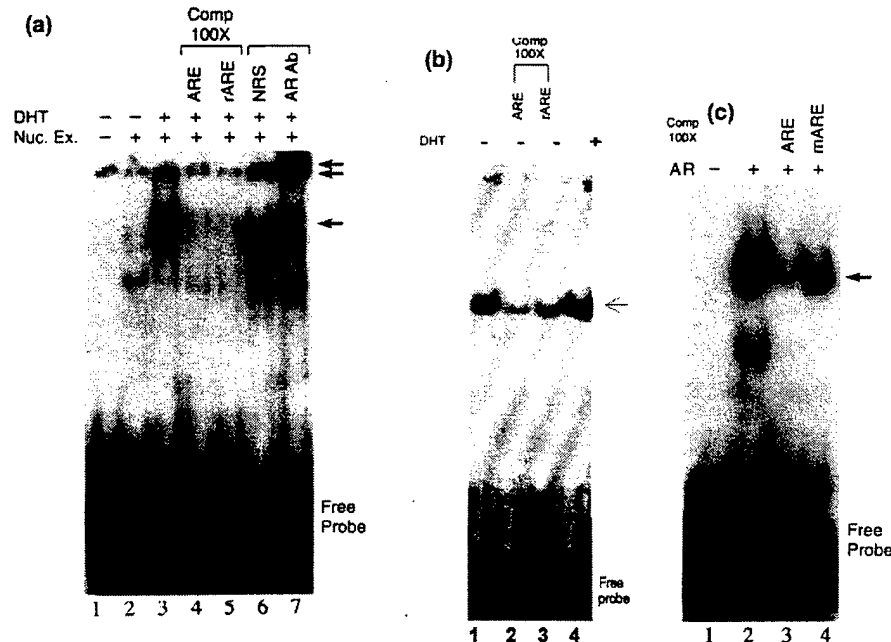 (a)
Comp
100X
ARE
rARE
NRS
AR Ab
DHT - - + + + + +
Nuc. Ex. - + + + + + +
Free
Probe
1 2 3 4 5 6 7
(b)
Comp
100X
ARE
rARE
DHT - - - +
Free
probe
1 2 3 4
(c)
Comp
100X
ARE
mARE
AR - + + +
Free
Probe
1 2 3 4